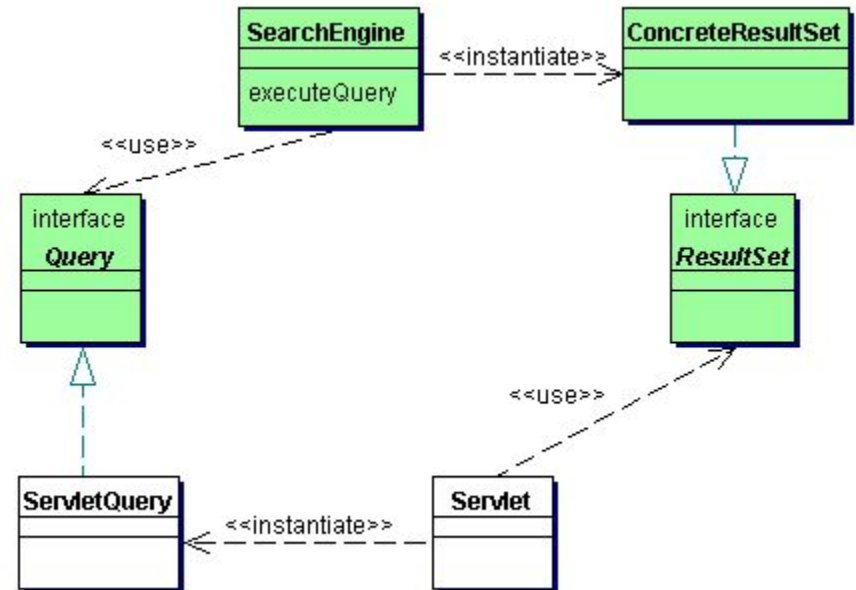 SearchEngine
executeQuery
<<instantiate>>
ConcreteResultSet
<<use>>
interface
Query
interface
ResultSet
<<use>>
ServletQuery
<<instantiate>>
Servlet